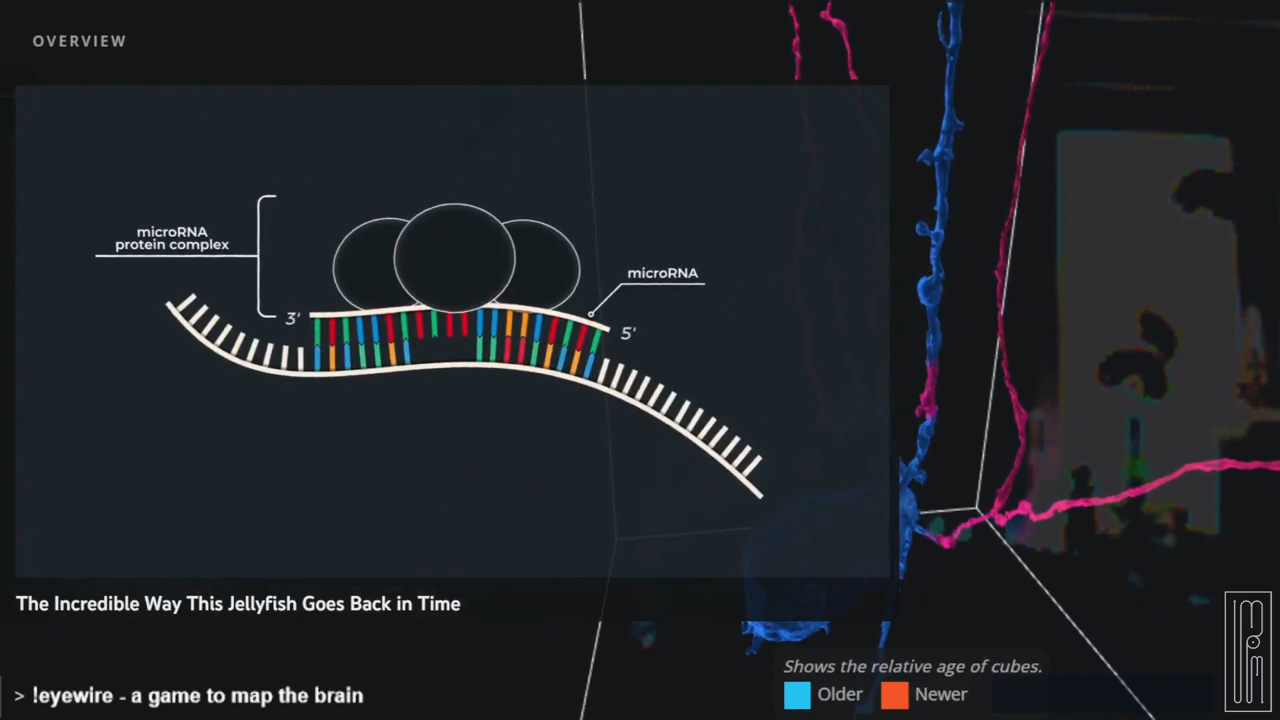 OVERVIEW
microRNA
protein complex
microRNA
3'
5'
The Incredible Way This Jellyfish Goes Back in Time
Shows the relative age of cubes.
> !eyewire - a game to map the brain
Older
Newer